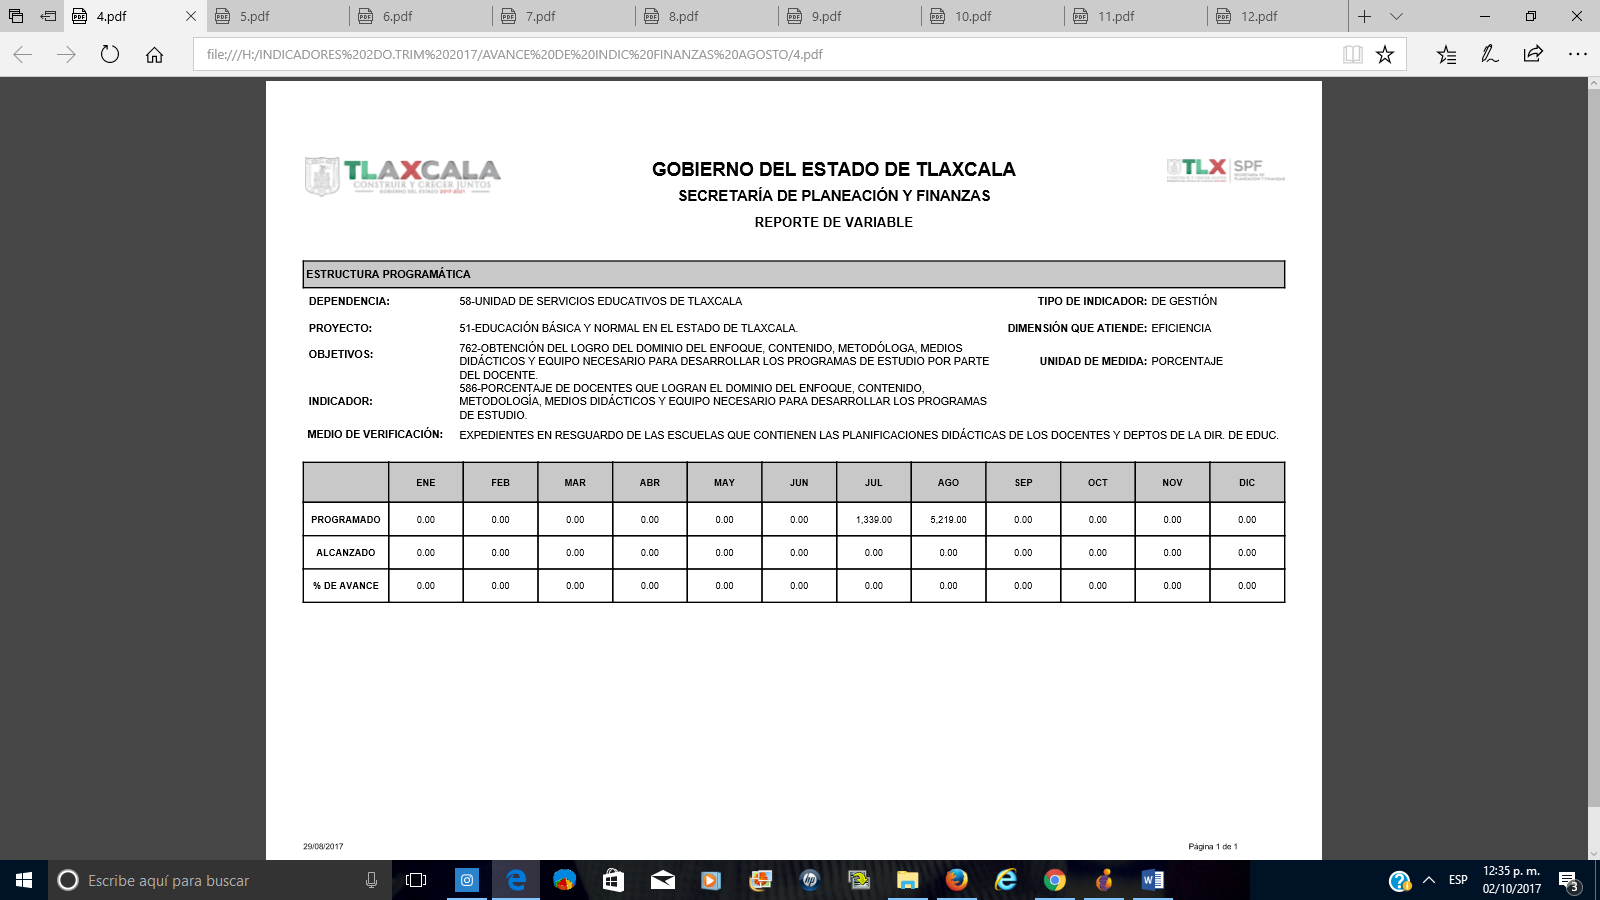 4.pdf 5.pdf 6.pdf 7.pdf 8.pdf 9.pdf 10.pdf 11.pdf 12.pdf
file:///H:/INDICADORES%202DO.TRIM%202017/AVANCE%20DE%20INDIC%20FINANZAS%20AGOSTO/4.pdf
TLAXCALA
CONSTRUIR Y CRECER JUNTOS
GOBIERNO DEL ESTADO 2017-2021
GOBIERNO DEL ESTADO DE TLAXCALA
SECRETARÍA DE PLANEACIÓN Y FINANZAS
REPORTE DE VARIABLE
TLX SPF
SECRETARÍA DE
PLANEACIÓN Y FINANZAS
ESTRUCTURA PROGRAMÁTICA
DEPENDENCIA: 58-UNIDAD DE SERVICIOS EDUCATIVOS DE TLAXCALA TIPO DE INDICADOR: DE GESTIÓN
PROYECTO: 51-EDUCACIÓN BÁSICA Y NORMAL EN EL ESTADO DE TLAXCALA. DIMENSIÓN QUE ATIENDE: EFICIENCIA
OBJETIVOS: 762-OBTENCIÓN DEL LOGRO DEL DOMINIO DEL ENFOQUE, CONTENIDO, METODÓLOGA, MEDIOS
DIDÁCTICOS Y EQUIPO NECESARIO PARA DESARROLLAR LOS PROGRAMAS DE ESTUDIO POR PARTE
DEL DOCENTE.
UNIDAD DE MEDIDA: PORCENTAJE
INDICADOR: 586-PORCENTAJE DE DOCENTES QUE LOGRAN EL DOMINIO DEL ENFOQUE, CONTENIDO,
METODOLOGÍA, MEDIOS DIDÁCTICOS Y EQUIPO NECESARIO PARA DESARROLLAR LOS PROGRAMAS
DE ESTUDIO.
MEDIO DE VERIFICACIÓN: EXPEDIENTES EN RESGUARDO DE LAS ESCUELAS QUE CONTIENEN LAS PLANIFICACIONES DIDÁCTICAS DE LOS DOCENTES Y DEPTOS DE LA DIR. DE EDUC.
ENE FEB MAR ABR MAY JUN JUL AGO SEP OCT NOV DIC
PROGRAMADO 0.00 0.00 0.00 0.00 0.00 0.00 1,339.00 5,219.00 0.00 0.00 0.00 0.00
ALCANZADO 0.00 0.00 0.00 0.00 0.00 0.00 0.00 0.00 0.00 0.00 0.00 0.00
% DE AVANCE 0.00 0.00 0.00 0.00 0.00 0.00 0.00 0.00 0.00 0.00 0.00 0.00
29/08/2017 Página 1 de 1
Escribe aquí para buscar
ESP
12:35 p. m.
02/10/2017
3